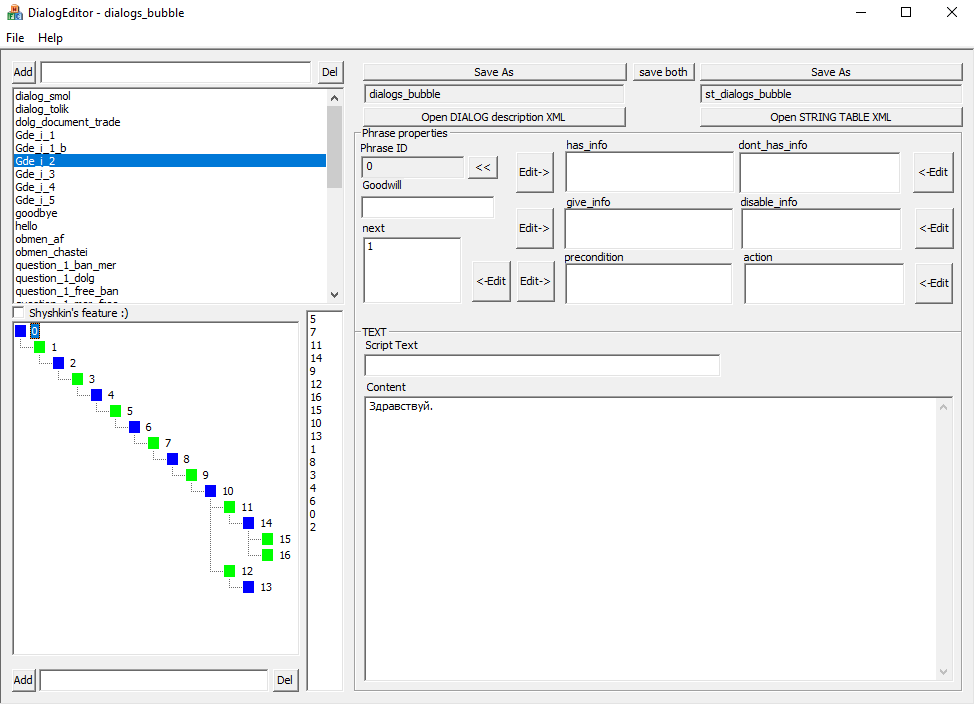 DialogEditor - dialogs_bubble
File Help
Add Del
dialog_smol
dialog_tolik
dolg_document_trade
Gde_i_1
Gde_i_1_b
Gde_i_2
Gde_i_3
Gde_i_4
Gde_i_5
goodbye
hello
obmen_af
obmen_chastei
question_1_ban_mer
question_1_dolg
question_1_free_ban
Shyshkin's feature :)
0
1
2
3
4
5
6
7
8
9
10
11
14
15
16
12
13
Add Del
5
7
11
14
9
12
16
15
10
13
1
8
3
4
6
0
2
Save As save both Save As
dialogs_bubble st_dialogs_bubble
Open DIALOG description XML Open STRING TABLE XML
Phrase properties
Phrase ID
0 <<
Goodwill
next
1
<-Edit
has_info dont_has_info
Edit-> <-Edit
give_info disable_info
Edit-> <-Edit
precondition action
Edit-> <-Edit
TEXT
Script Text
Content
Здравствуй.